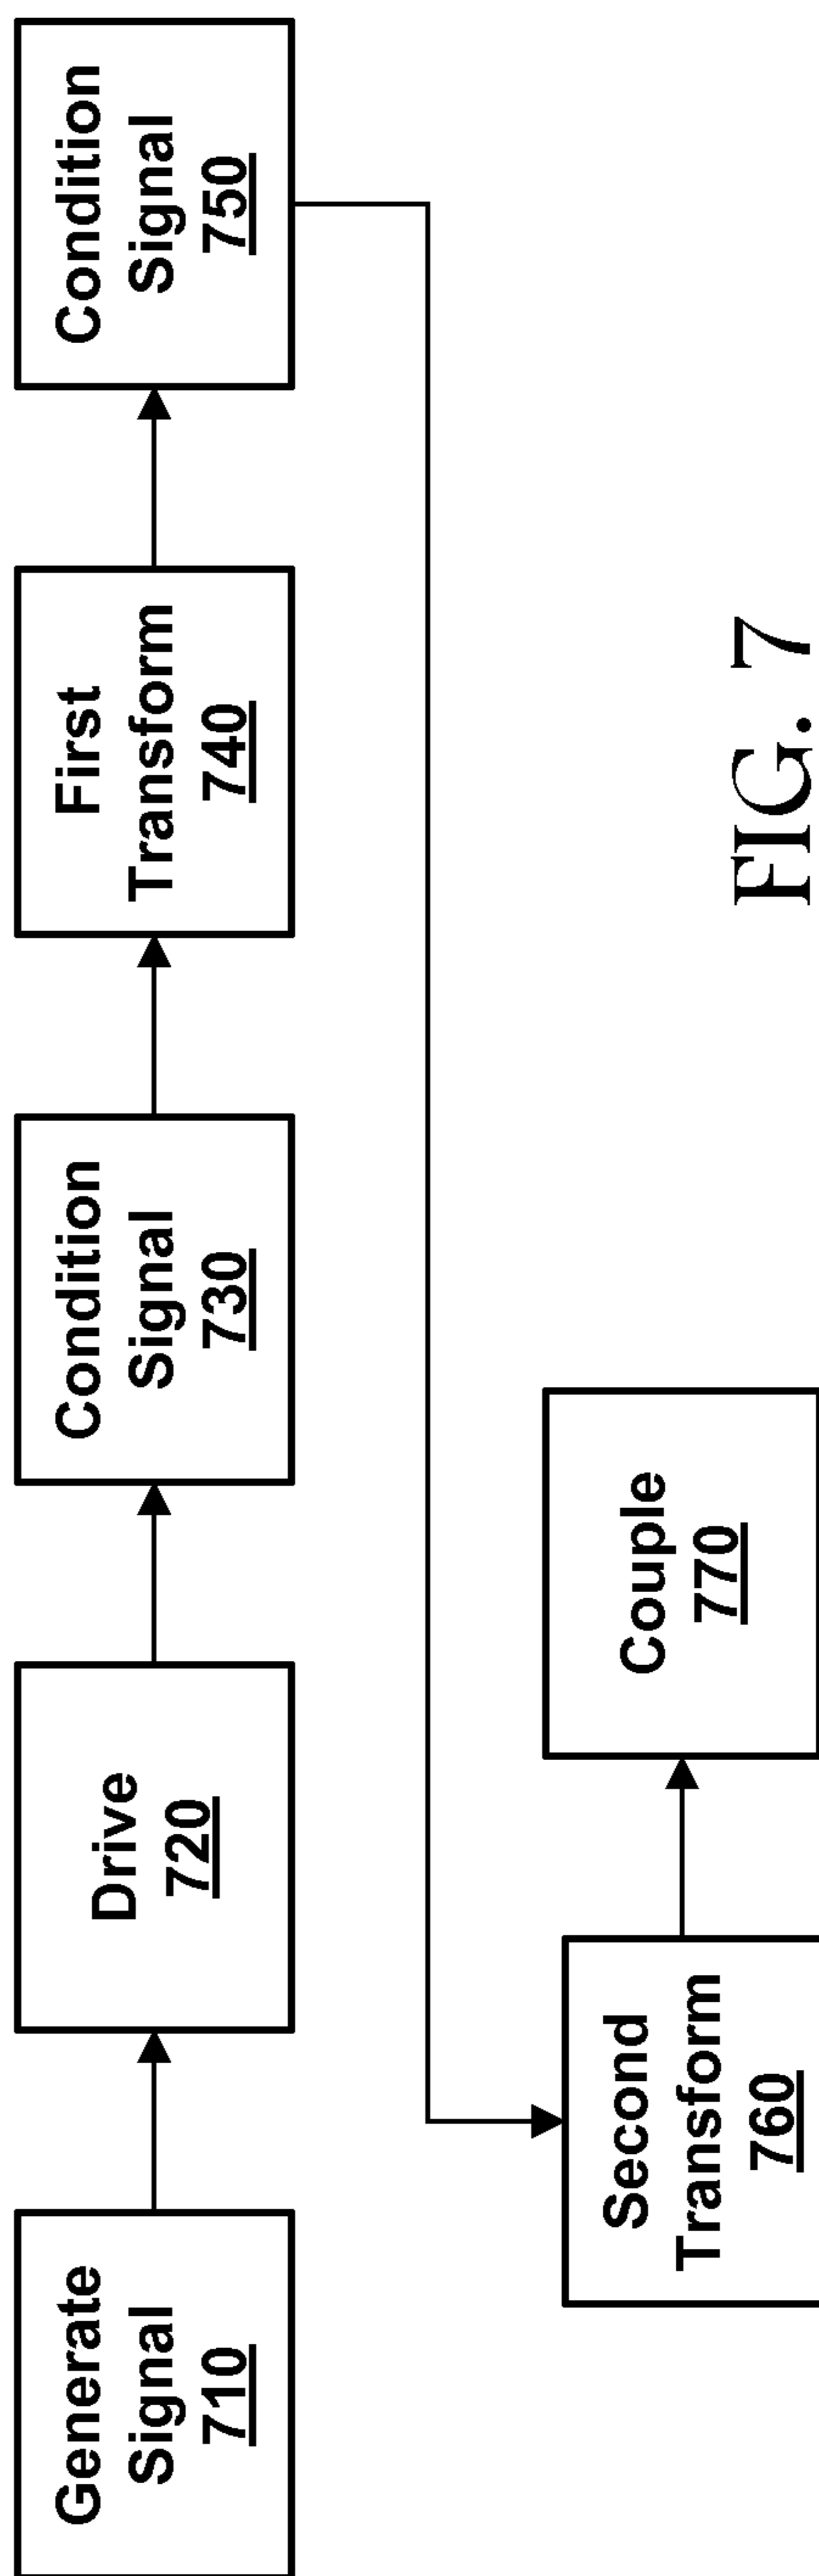 Generate
Signal
710
Drive
720
Condition
Signal
730
First
Transform
740
Condition
Signal
750
Second
Transform
760
Couple
770
FIG. 7